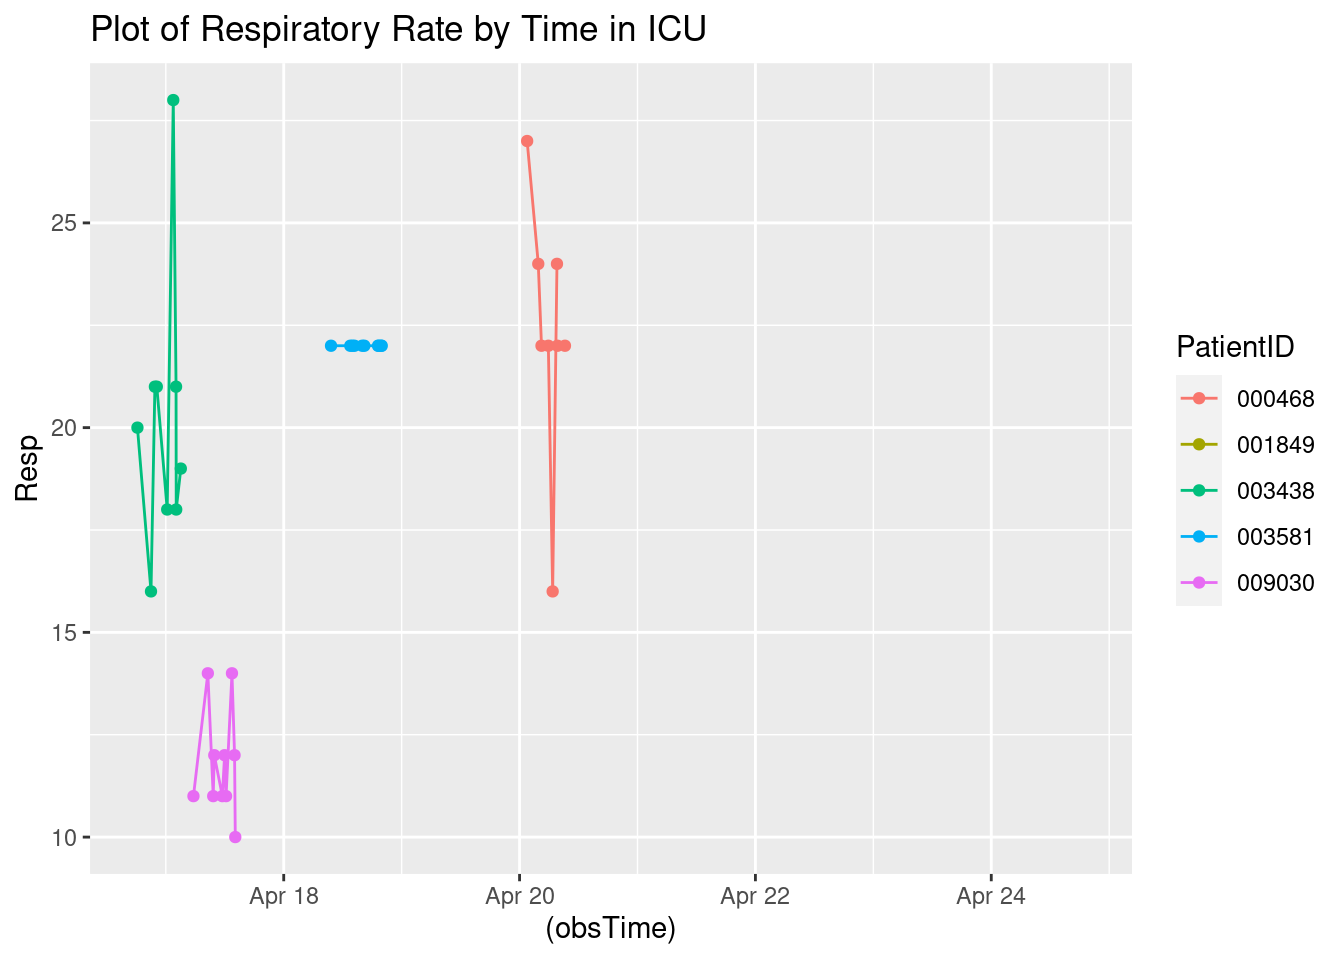 Plot of Respiratory Rate by Time in ICU
Resp
25
20
15
10
Apr 18
Apr 20
Apr 22
Apr 24
(obsTime)
PatientID
000468
001849
003438
003581
009030